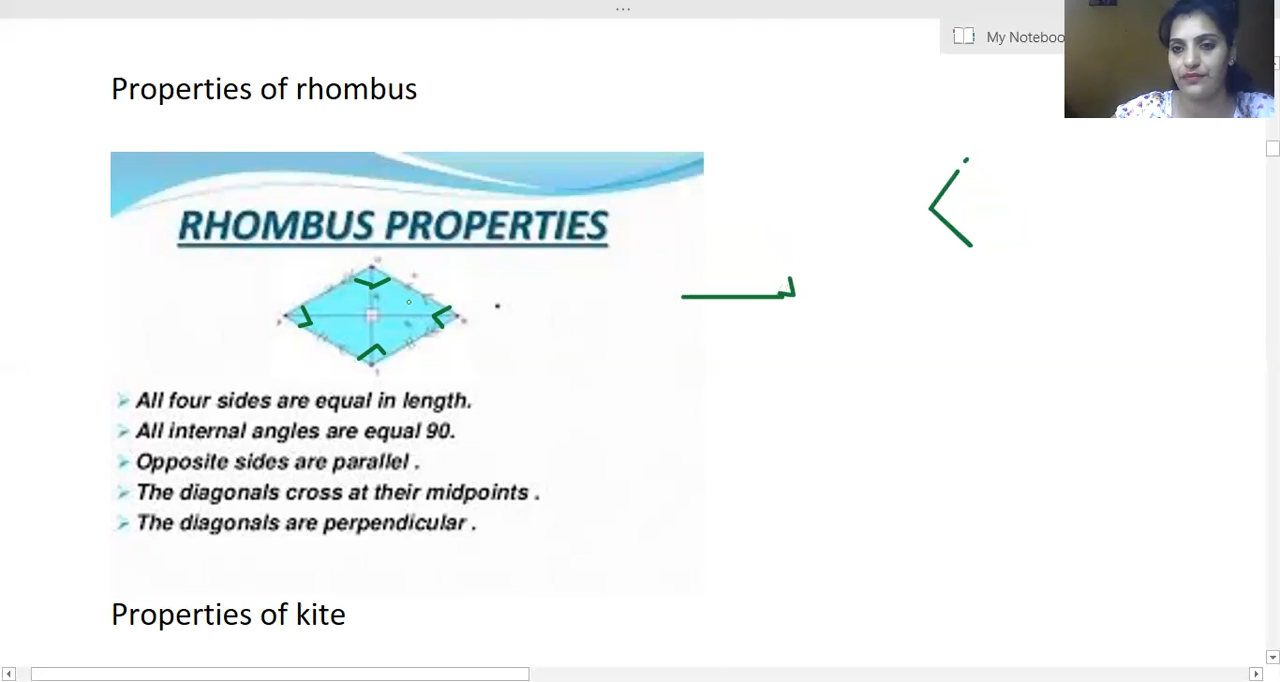 My Noteboo
Properties of rhombus
RHOMBUS PROPERTIES
All four sides are equal in length.
All internal angles are equal 90.
Opposite sides are parallel .
The diagonals cross at their midpoints .
The diagonals are perpendicular .
Properties of kite